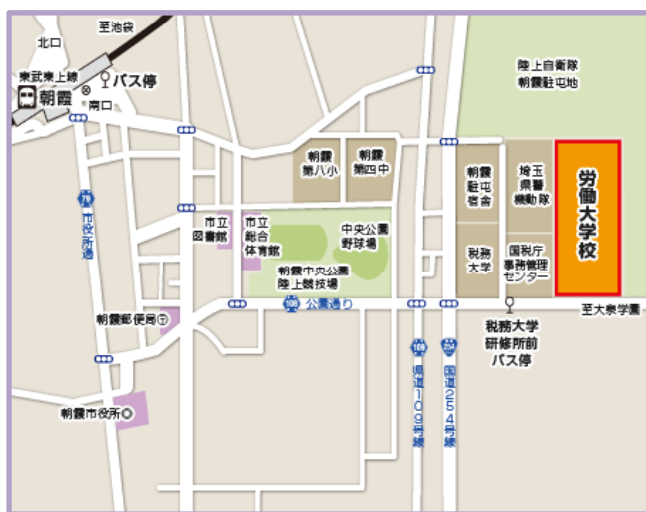 至池袋
北口
東武東上線
バス停
朝霞
南口
陸上自衛隊
朝霞駐屯地
朝霞
第八小
朝霞
第四中
朝霞
駐屯
宿舎
埼玉
県警
機動隊
労働大学校
79
市役所通
市立
図書館
市立
総合
体育館
中央公園
野球場
朝霞中央公園
陸上競技場
税務
大学
国税庁
事務管理
センター
108
公園通り
至大泉学園
朝霞郵便局
税務大学
研修所前
バス停
109
県道109号線
254
国道254号線
朝霞市役所